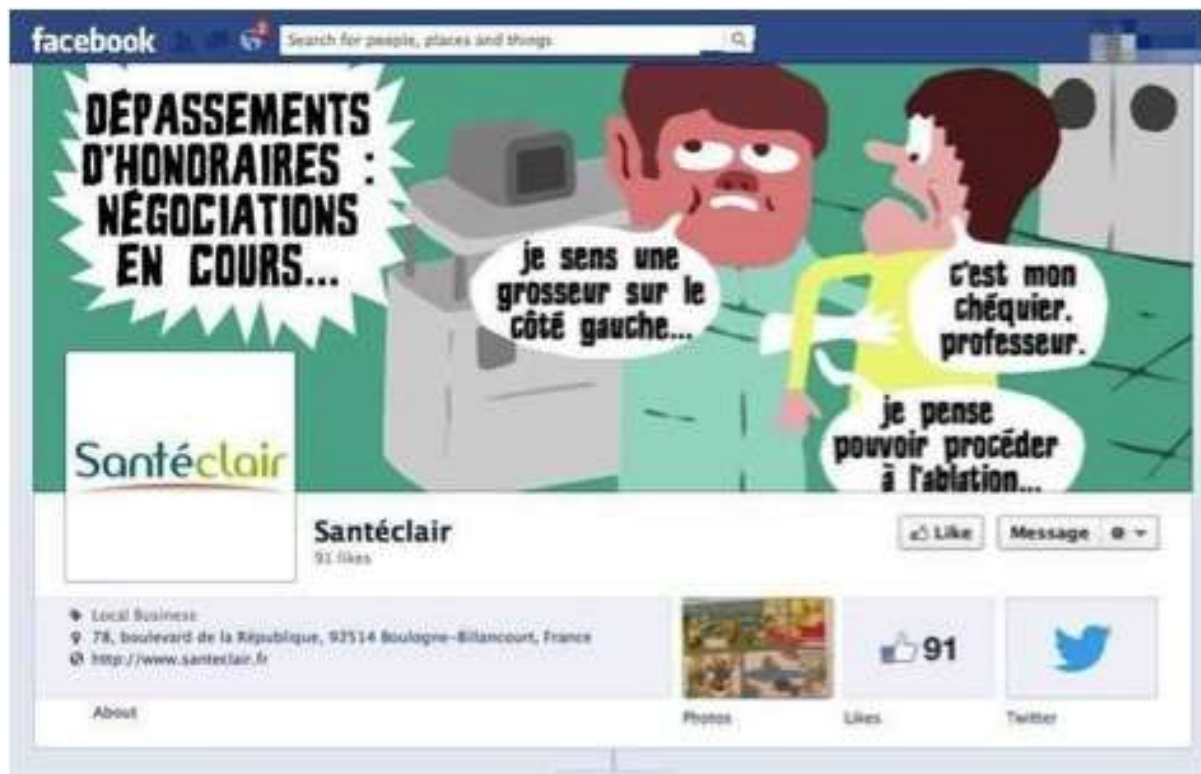 facebook
2
Search for people, places and things
DÉPASSEMENTS
D'HONORAIRES :
NÉGOCIATIONS
EN COURS...
je sens une
grosseur sur le
côté gauche...
c'est mon
chéquier.
professeur.
je pense
pouvoir procéder
à l'ablation...
Santéclair
Santéclair
91 likes
Like
Message
Local Business
78, boulevard de la République, 92514 Boulogne-Billancourt, France
http://www.santeclair.fr
About
91
Photos
Likes
Twitter